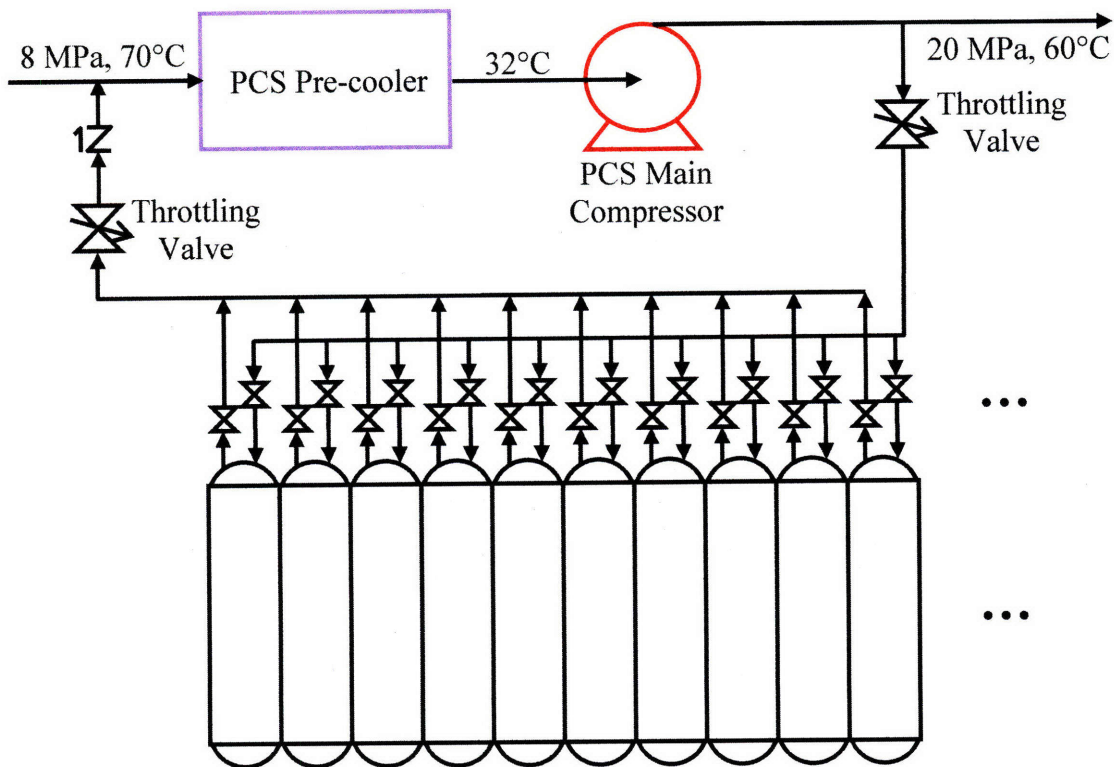 8 MPa, 70°C
PCS Pre-cooler
32°C
20 MPa, 60°C
Throttling
Valve
PCS Main
Compressor
Throttling
Valve
...
...